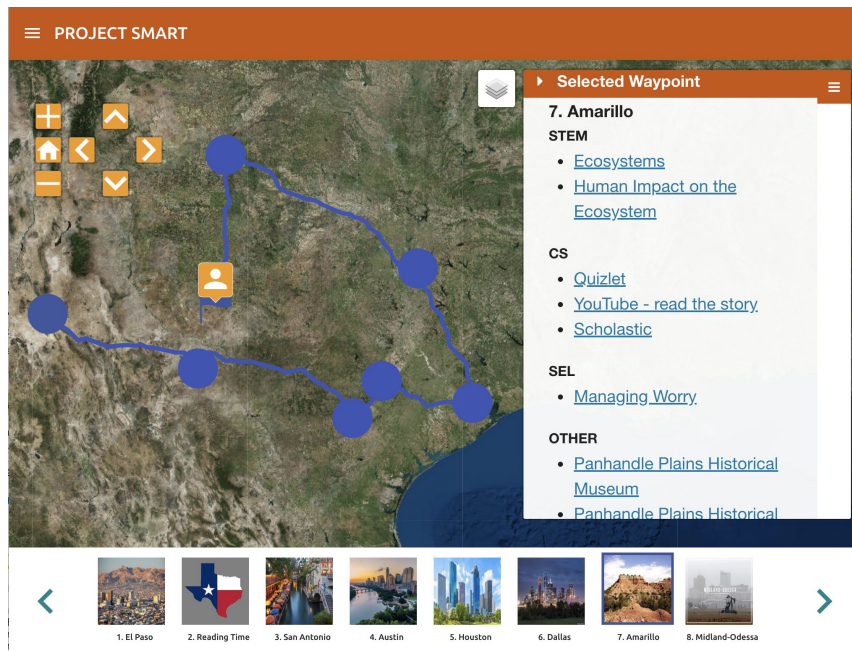 PROJECT SMART
Selected Waypoint
7. Amarillo
STEM
Ecosystems
Human Impact on the
Ecosystem
CS
Quizlet
YouTube - read the story
Scholastic
SEL
Managing Worry
OTHER
Panhandle Plains Historical
Museum
Panhandle Plains Historical
1. El Paso
2. Reading Time
3. San Antonio
4. Austin
5. Houston
6. Dallas
7. Amarillo
8. Midland-Odessa